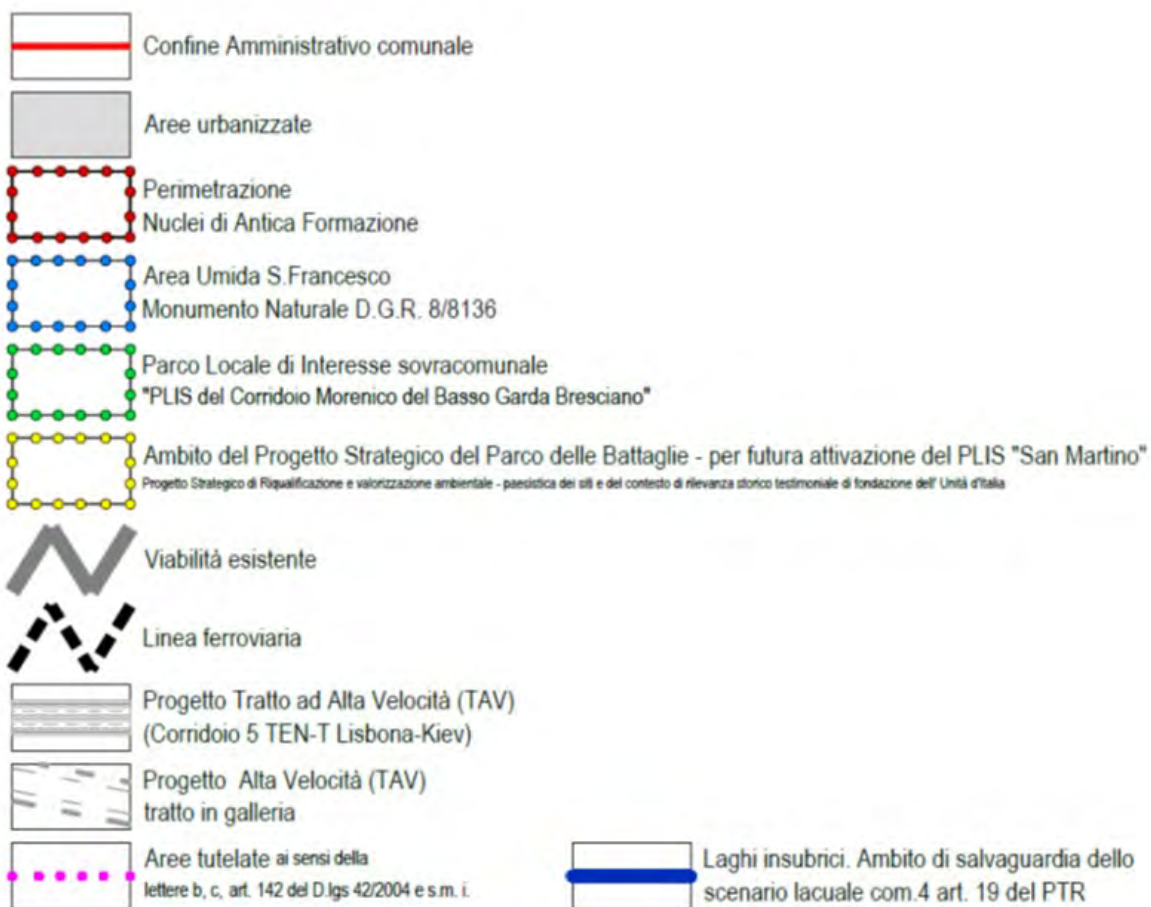 Confine Amministrativo comunale
Aree urbanizzate
Perimetrazione
Nuclei di Antica Formazione
Area Umida S.Francesco
Monumento Naturale D.G.R. 8/8136
Parco Locale di Interesse sovracomunale
"PLIS del Corridoio Morenico del Basso Garda Bresciano"
Ambito del Progetto Strategico del Parco delle Battaglie - per futura attivazione del PLIS "San Martino"
Progetto Strategico di Riqualificazione e valorizzazione ambientale - paesistica dei siti e del contesto di rilevanza storico testimoniale di fondazione dell' Unità d'Italia
Viabilità esistente
Linea ferroviaria
Progetto Tratto ad Alta Velocità (TAV)
(Corridoio 5 TEN-T Lisbona-Kiev)
Progetto Alta Velocità (TAV)
tratto in galleria
Aree tutelate ai sensi della
lettere b, c, art. 142 del D.lgs 42/2004 e s.m. i.
Laghi insubrici. Ambito di salvaguardia dello
scenario lacuale com.4 art. 19 del PTR